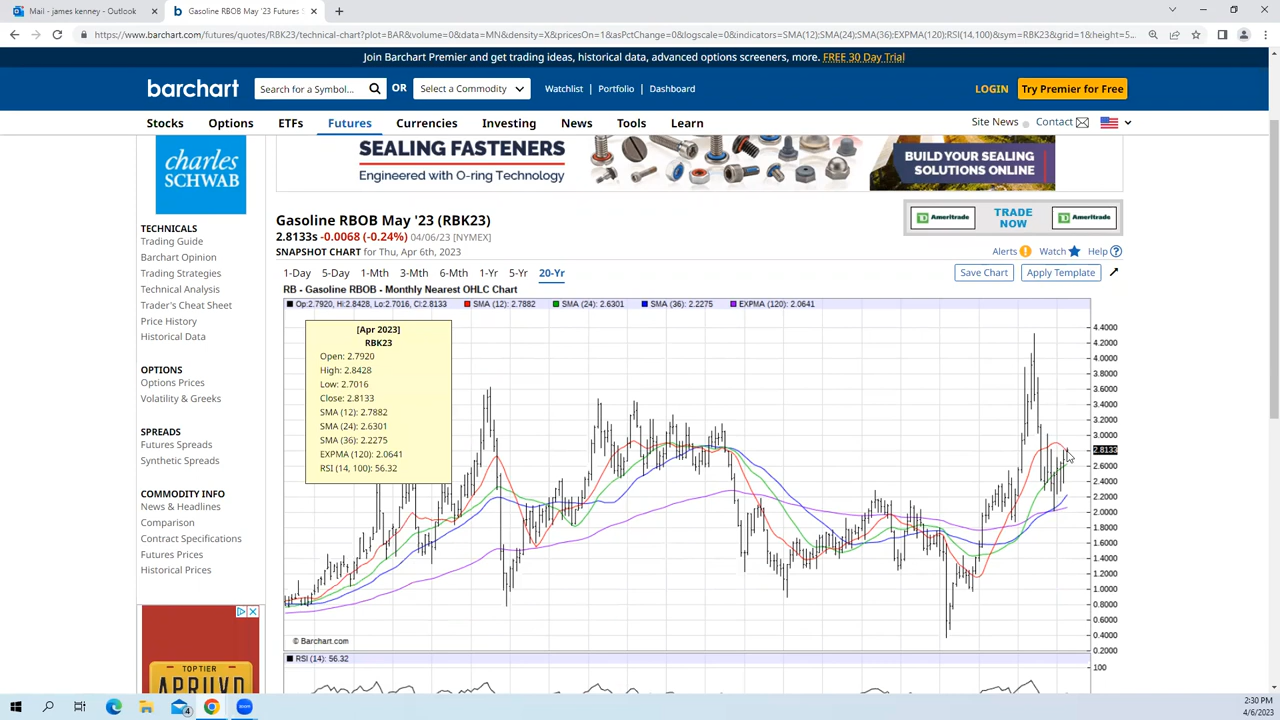 Mail - james kenney - Outlook
Gasoline RBOB May '23 Futures
https://www.barchart.com/futures/quotes/RBK23/technical-chart?plot=BAR&volume=0&data=MN&density=X&pricesOn=1&asPctChange=0&logscale=0&indicators=SMA(12);SMA(24);SMA(36);EXPMA(120);RSI(14,100)&sym=RBK23&grid=1&height=5...
Join Barchart Premier and get trading ideas, historical data, advanced options screeners, more. FREE 30 Day Trial
barchart
Search for a Symbol...
OR
Select a Commodity
Watchlist | Portfolio | Dashboard
LOGIN
Try Premier for Free
Stocks Options ETFs Futures Currencies Investing News Tools Learn
Site News Contact
charles
SCHWAB
SEALING FASTENERS
Engineered with O-ring Technology
BUILD YOUR SEALING
SOLUTIONS ONLINE
Gasoline RBOB May '23 (RBK23)
2.8133s -0.0068 (-0.24%) 04/06/23 [NYMEX]
SNAPSHOT CHART for Thu, Apr 6th, 2023
Ameritrade
TRADE
NOW
Ameritrade
Alerts Watch Help
1-Day 5-Day 1-Mth 3-Mth 6-Mth 1-Yr 5-Yr 20-Yr
Save Chart
Apply Template
TECHNICALS
Trading Guide
Barchart Opinion
Trading Strategies
Technical Analysis
Trader's Cheat Sheet
Price History
Historical Data
OPTIONS
Options Prices
Volatility & Greeks
SPREADS
Futures Spreads
Synthetic Spreads
COMMODITY INFO
News & Headlines
Comparison
Contract Specifications
Futures Prices
Historical Prices
TOP TIER
APRUVD
RB - Gasoline RBOB - Monthly Nearest OHLC Chart
Op:2.7920, Hi:2.8428, Lo:2.7016, Cl:2.8133 SMA (12): 2.7882 SMA (24): 2.6301 SMA (36): 2.2275 EXPMA (120): 2.0641
[Apr 2023]
RBK23
Open: 2.7920
High: 2.8428
Low: 2.7016
Close: 2.8133
SMA (12): 2.7882
SMA (24): 2.6301
SMA (36): 2.2275
EXPMA (120): 2.0641
RSI (14, 100): 56.32
4.4000
4.2000
4.0000
3.8000
3.6000
3.4000
3.2000
3.0000
2.8133
2.6000
2.4000
2.2000
2.0000
1.8000
1.6000
1.4000
1.2000
1.0000
0.8000
0.6000
0.4000
0.2000
© Barchart.com
RSI (14): 56.32
100
4
2:30 PM
4/6/2023